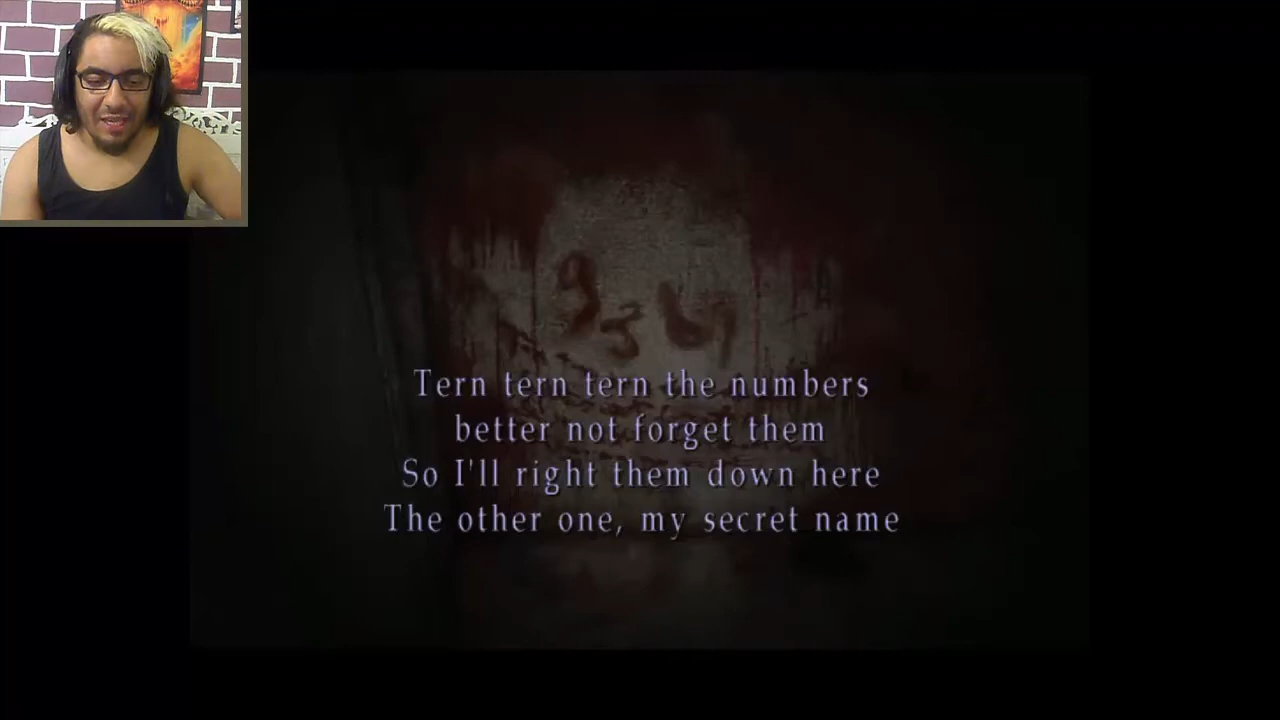 Tern tern tern the numbers
better not forget them
So I'll right them down here
The other one, my secret name